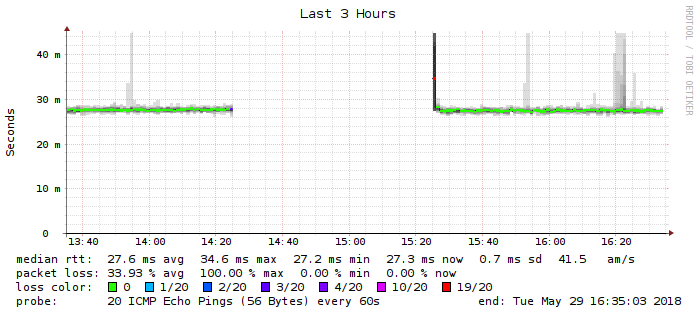 Last 3 Hours
RRDTOOL / TOBI OETIKER
Seconds
40 m
30 m
20 m
10 m
0
13:40 14:00 14:20 14:40 15:00 15:20 15:40 16:00 16:20
median rtt: 27.6 ms avg 34.6 ms max 27.2 ms min 27.3 ms now 0.7 ms sd 41.5 am/s
packet loss: 33.93 % avg 100.00 % max 0.00 % min 0.00 % now
loss color: 0 1/20 2/20 3/20 4/20 10/20 19/20
probe: 20 ICMP Echo Pings (56 Bytes) every 60s end: Tue May 29 16:35:03 2018